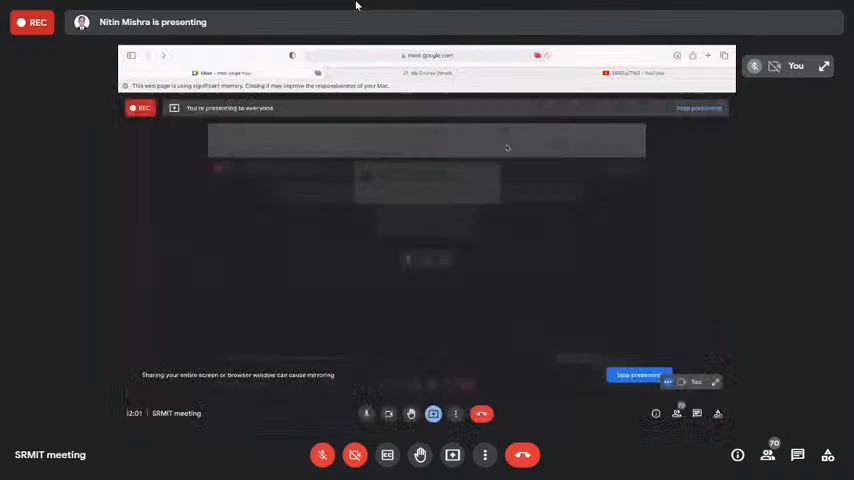 REC
Nitin Mishra is presenting
meet.google.com
My Course Details
YouTube
This web page is using significant memory. Closing it may improve the responsiveness of your Mac.
REC
You're presenting to everyone
Stop presenting
You
Sharing your entire screen or browser window can cause mirroring
Stop presenting
You
SRMIT meeting
SRMIT meeting
70